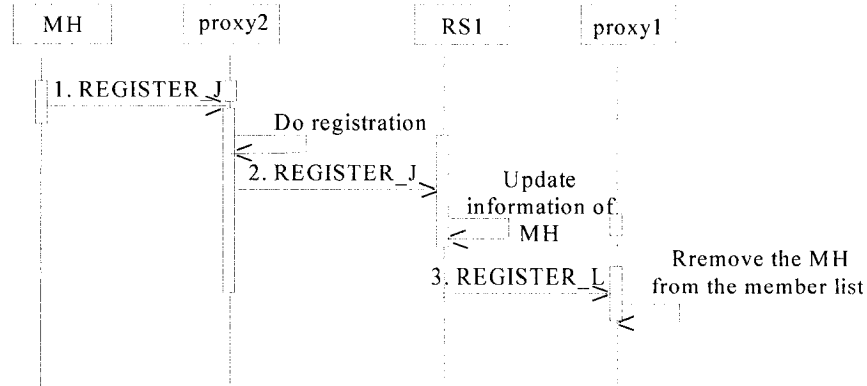 MH
proxy2
RS1
proxy1
1. REGISTER_J
Do registration
2. REGISTER_J
Update
information of
MH
3. REGISTER_L
Rremove the MH
from the member list